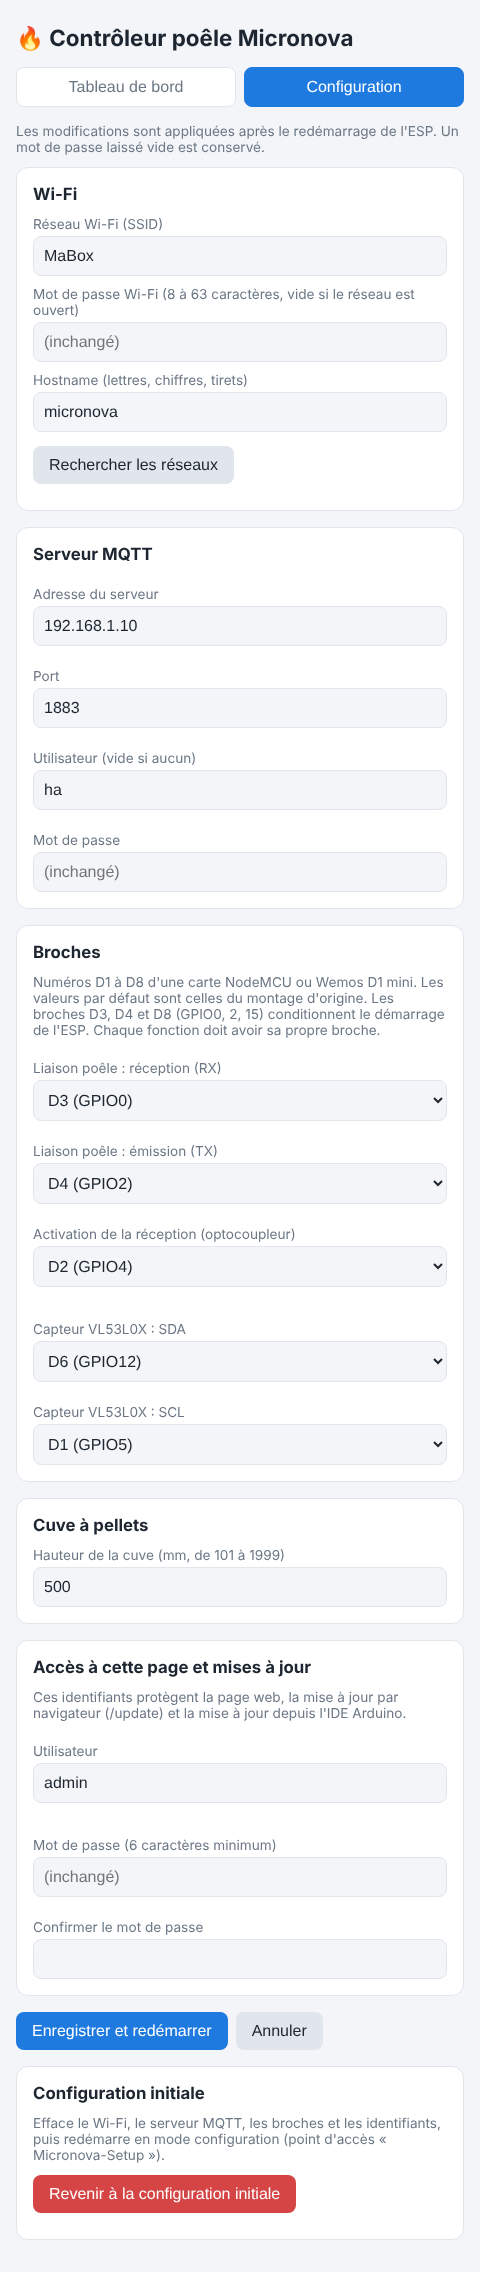 🔥 Contrôleur poêle Micronova
Tableau de bord
Configuration
Les modifications sont appliquées après le redémarrage de l'ESP. Un
mot de passe laissé vide est conservé.
Wi-Fi
Réseau Wi-Fi (SSID)
MaBox
Mot de passe Wi-Fi (8 à 63 caractères, vide si le réseau est
ouvert)
(inchangé)
Hostname (lettres, chiffres, tirets)
micronova
Rechercher les réseaux
Serveur MQTT
Adresse du serveur
192.168.1.10
Port
1883
Utilisateur (vide si aucun)
ha
Mot de passe
(inchangé)
Broches
Numéros D1 à D8 d'une carte NodeMCU ou Wemos D1 mini. Les
valeurs par défaut sont celles du montage d'origine. Les
broches D3, D4 et D8 (GPIO0, 2, 15) conditionnent le démarrage
de l'ESP. Chaque fonction doit avoir sa propre broche.
Liaison poêle : réception (RX)
D3 (GPIO0)
Liaison poêle : émission (TX)
D4 (GPIO2)
Activation de la réception (optocoupleur)
D2 (GPIO4)
Capteur VL53L0X : SDA
D6 (GPIO12)
Capteur VL53L0X : SCL
D1 (GPIO5)
Cuve à pellets
Hauteur de la cuve (mm, de 101 à 1999)
500
Accès à cette page et mises à jour
Ces identifiants protègent la page web, la mise à jour par
navigateur (/update) et la mise à jour depuis l'IDE Arduino.
Utilisateur
admin
Mot de passe (6 caractères minimum)
(inchangé)
Confirmer le mot de passe
Enregistrer et redémarrer
Annuler
Configuration initiale
Efface le Wi-Fi, le serveur MQTT, les broches et les identifiants,
puis redémarre en mode configuration (point d'accès «
Micronova-Setup »).
Revenir à la configuration initiale